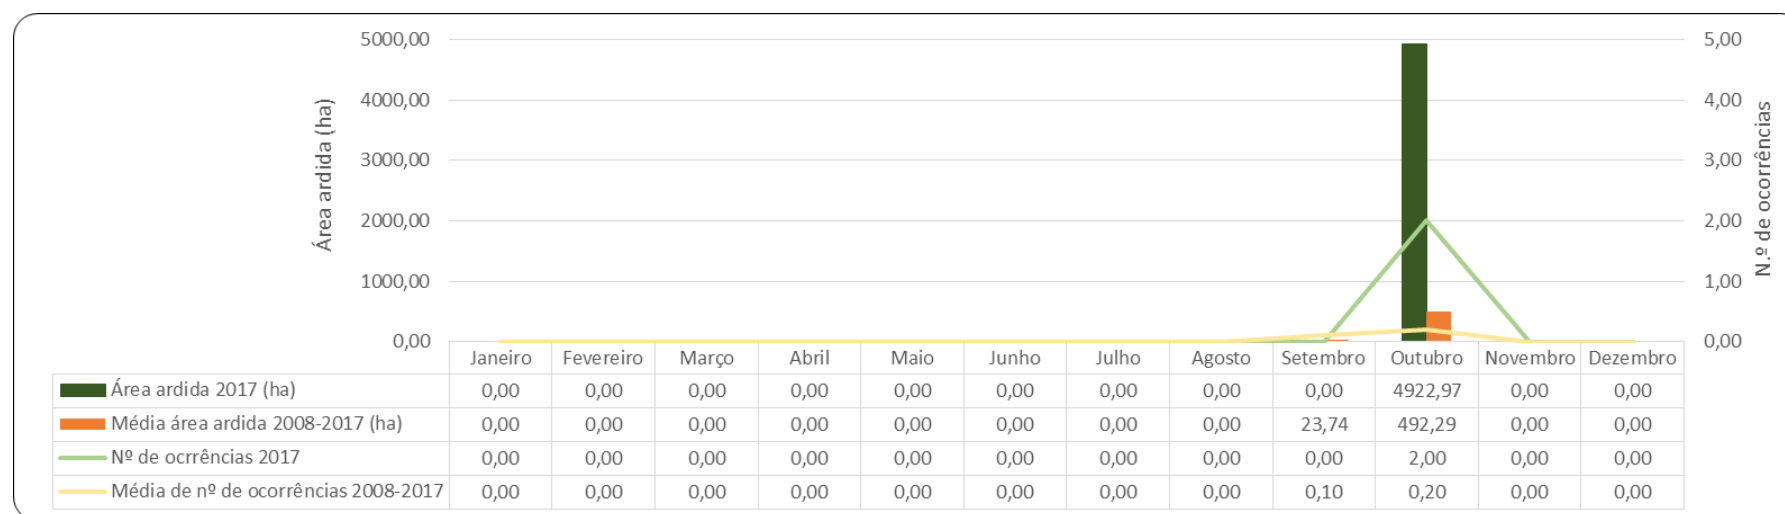 5000,00
4000,00
3000,00
2000,00
1000,00
0,00
Área ardida (ha)
5,00
4,00
3,00
2,00
1,00
0,00
N.º de ocorrências
Janeiro Fevereiro Março Abril Maio Junho Julho Agosto Setembro Outubro Novembro Dezembro
Área ardida 2017 (ha) 0,00 0,00 0,00 0,00 0,00 0,00 0,00 0,00 0,00 4922,97 0,00 0,00
Média área ardida 2008-2017 (ha) 0,00 0,00 0,00 0,00 0,00 0,00 0,00 0,00 23,74 492,29 0,00 0,00
Nº de ocrrências 2017 0,00 0,00 0,00 0,00 0,00 0,00 0,00 0,00 0,00 2,00 0,00 0,00
Média de nº de ocorrências 2008-2017 0,00 0,00 0,00 0,00 0,00 0,00 0,00 0,00 0,10 0,20 0,00 0,00